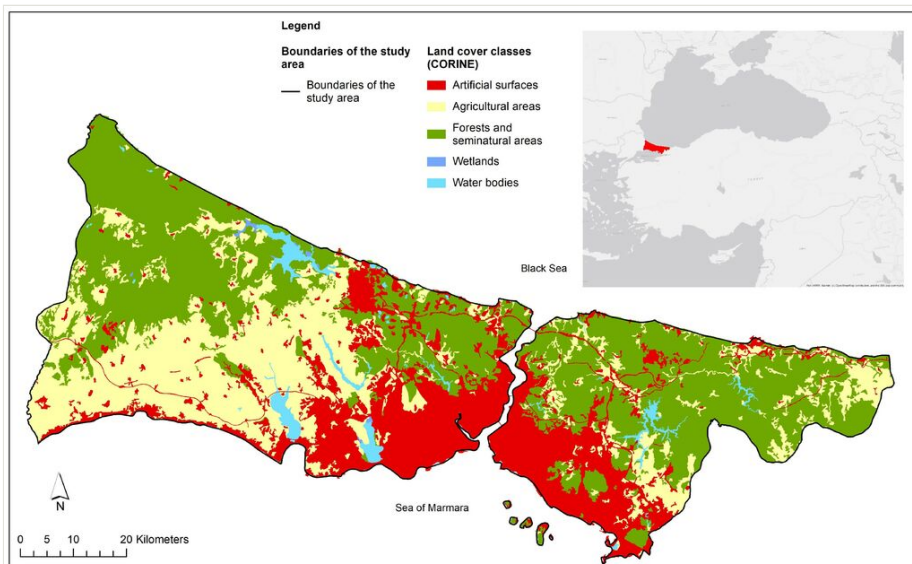 Legend
Boundaries of the study
area
Boundaries of the
study area
Land cover classes
(CORINE)
Artificial surfaces
Agricultural areas
Forests and
seminatural areas
Wetlands
Water bodies
Black Sea
Sea of Marmara
N
0 5 10 20 Kilometers